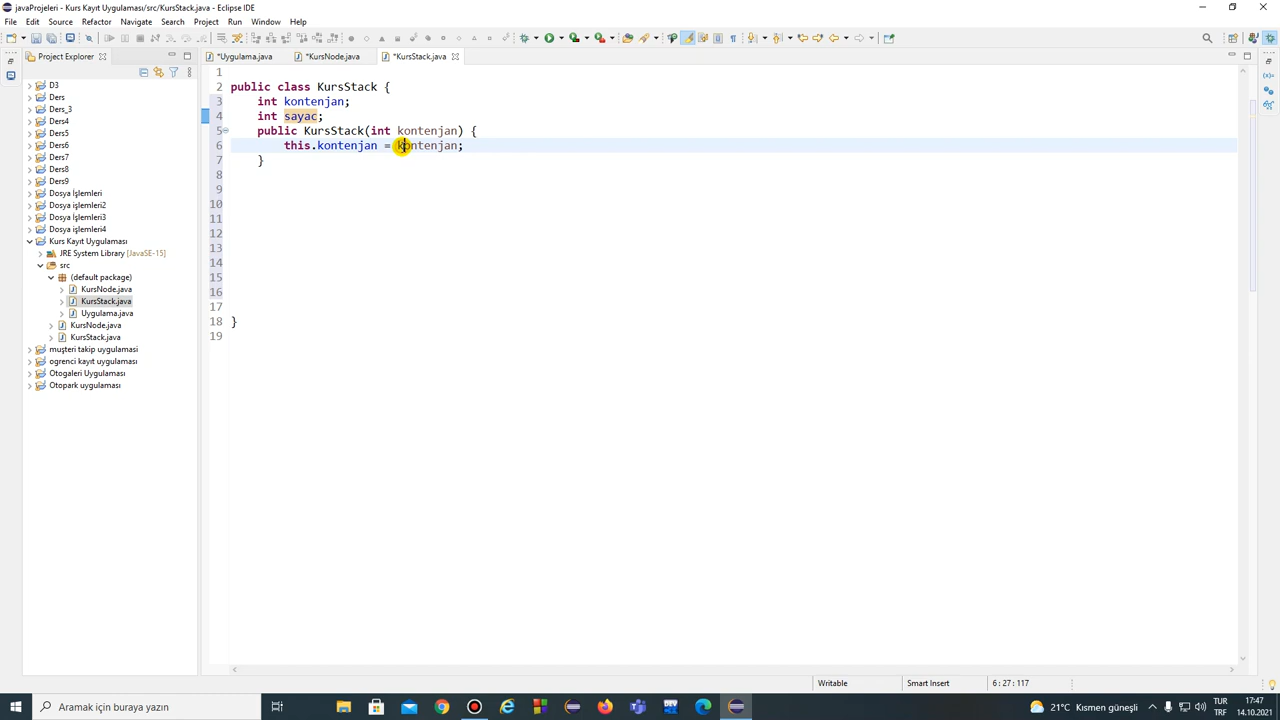 javaProjeleri - Kurs Kayıt Uygulaması/src/KursStack.java - Eclipse IDE
File Edit Source Refactor Navigate Search Project Run Window Help
Project Explorer
*Uygulama.java *KursNode.java *KursStack.java
D3
Ders
Ders_3
Ders4
Ders5
Ders6
Ders7
Ders8
Ders9
Dosya İşlemleri
Dosya işlemleri2
Dosya işlemleri3
Dosya işlemleri4
Kurs Kayıt Uygulaması
JRE System Library [JavaSE-15]
src
(default package)
KursNode.java
KursStack.java
Uygulama.java
KursNode.java
KursStack.java
muşteri takip uygulamasi
ogrenci kayıt uygulaması
Otogaleri Uygulaması
Otopark uygulaması
1
2 public class KursStack {
3 int kontenjan;
4 int sayac;
5 public KursStack(int kontenjan) {
6 this.kontenjan = kontenjan;
7 }
8
9
10
11
12
13
14
15
16
17
18 }
19
Writable Smart Insert 6 : 27 : 117
Aramak için buraya yazın
21°C Kısmen güneşli
TUR
TRF
17:47
14.10.2021